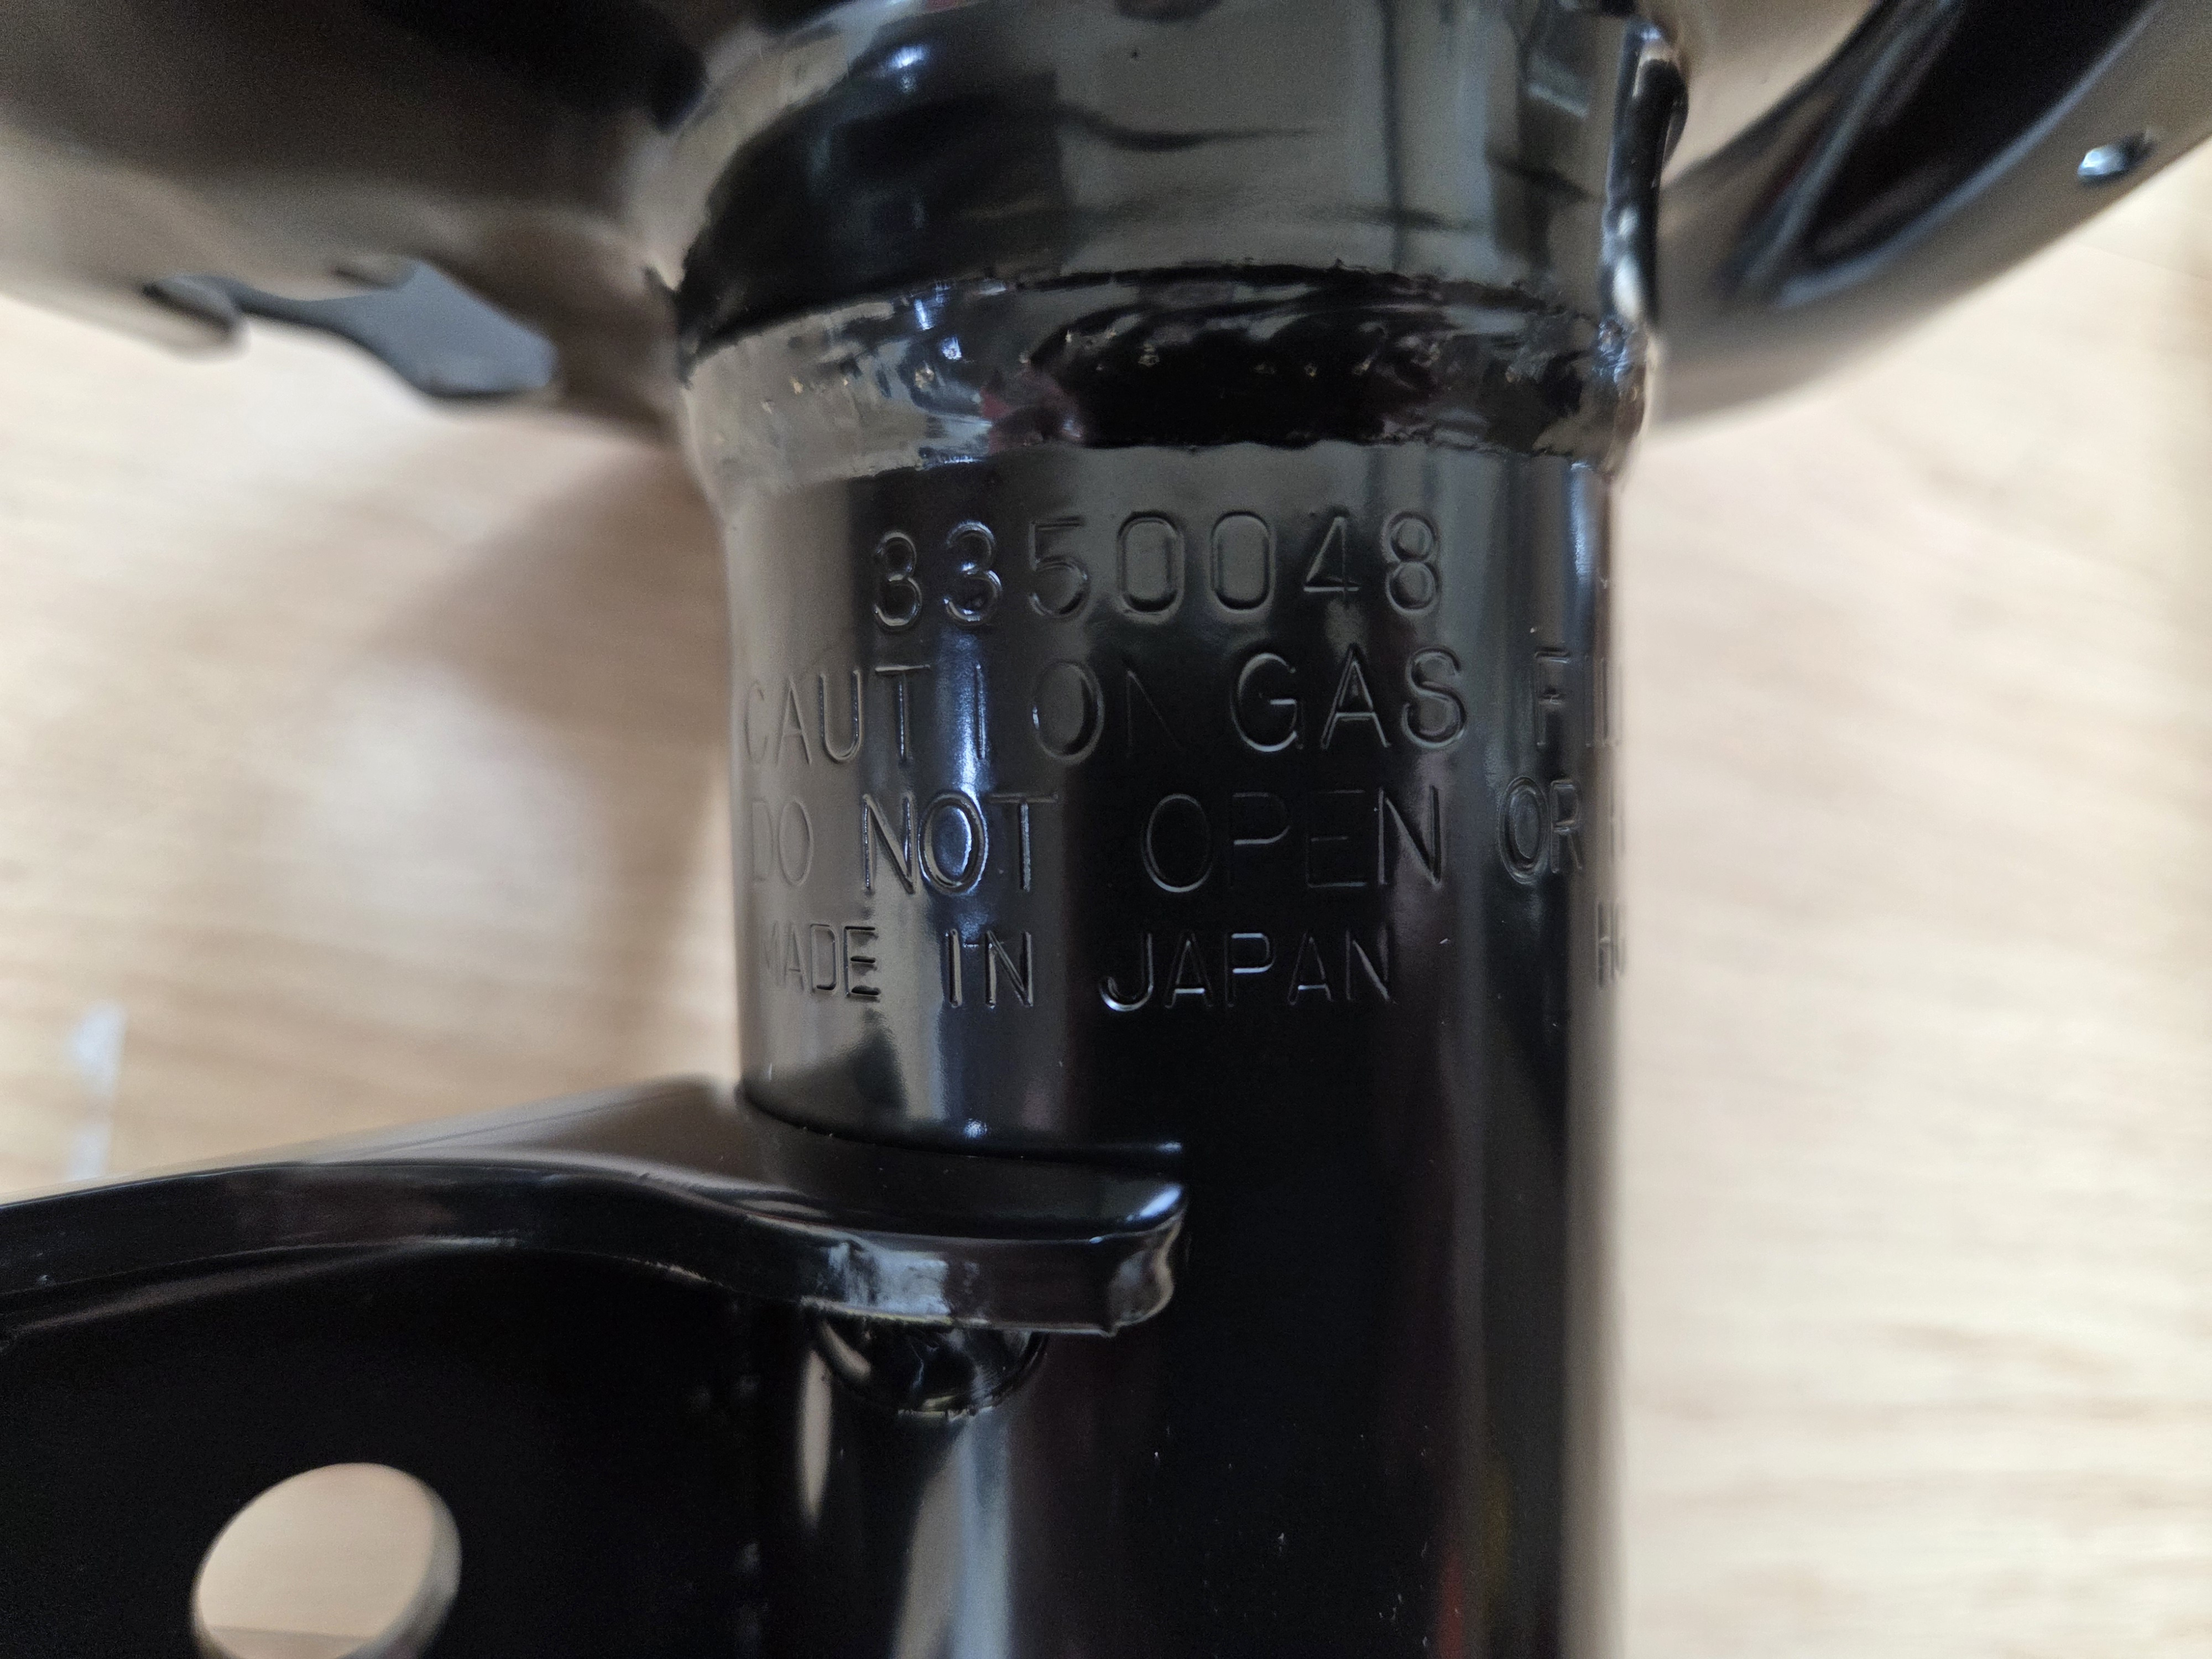 3350048
CAUTION GAS
DO NOT OPEN OR
MADE IN JAPAN